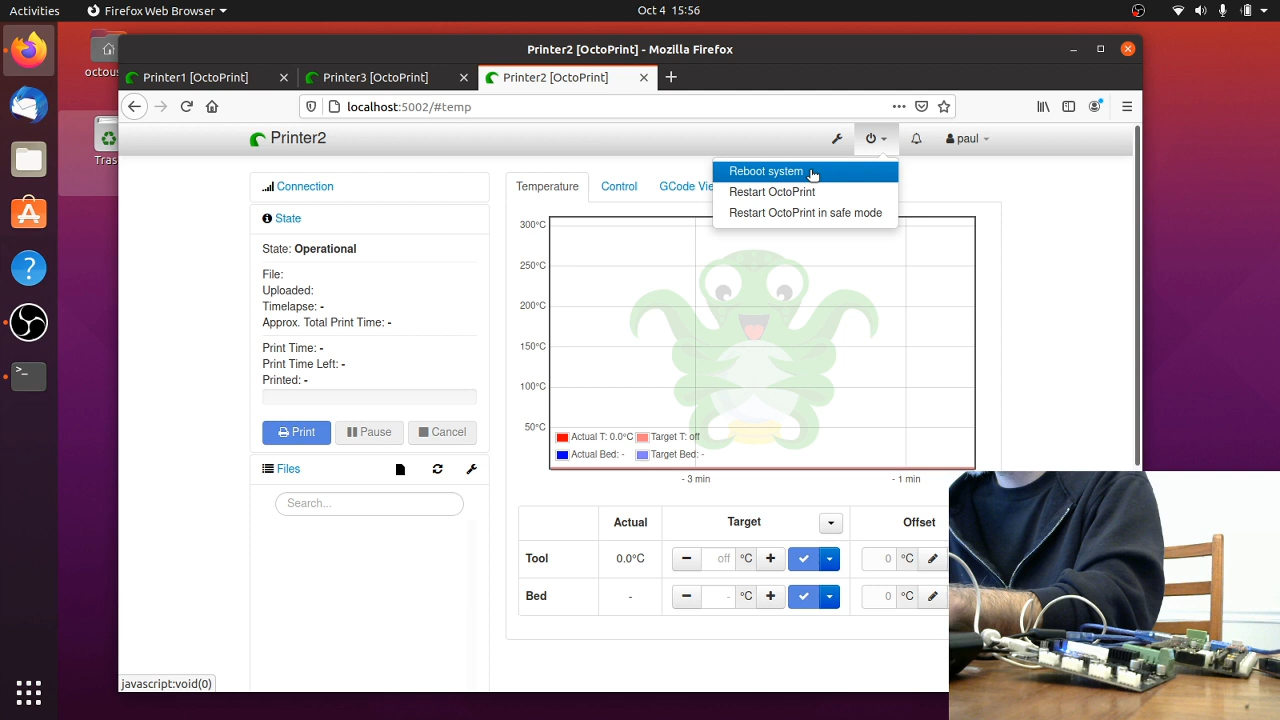 Activities
Firefox Web Browser
Oct 4 15:56
Printer2 [OctoPrint] - Mozilla Firefox
Printer1 [OctoPrint]
Printer3 [OctoPrint]
Printer2 [OctoPrint]
localhost:5002/#temp
octous
Tras
Printer2
paul
Reboot system
Restart OctoPrint
Restart OctoPrint in safe mode
Connection
State
State: Operational
File:
Uploaded:
Timelapse: -
Approx. Total Print Time: -
Print Time: -
Print Time Left: -
Printed: -
Print
Pause
Cancel
Files
Search...
Temperature
Control
GCode Vie
300°C
250°C
200°C
150°C
100°C
50°C
Actual T: 0.0°C Target T: off
Actual Bed: - Target Bed: -
- 3 min
- 1 min
Actual
Target
Offset
Tool
0.0°C
off
°C
0
°C
Bed
-
-
°C
0
°C
javascript:void(0)